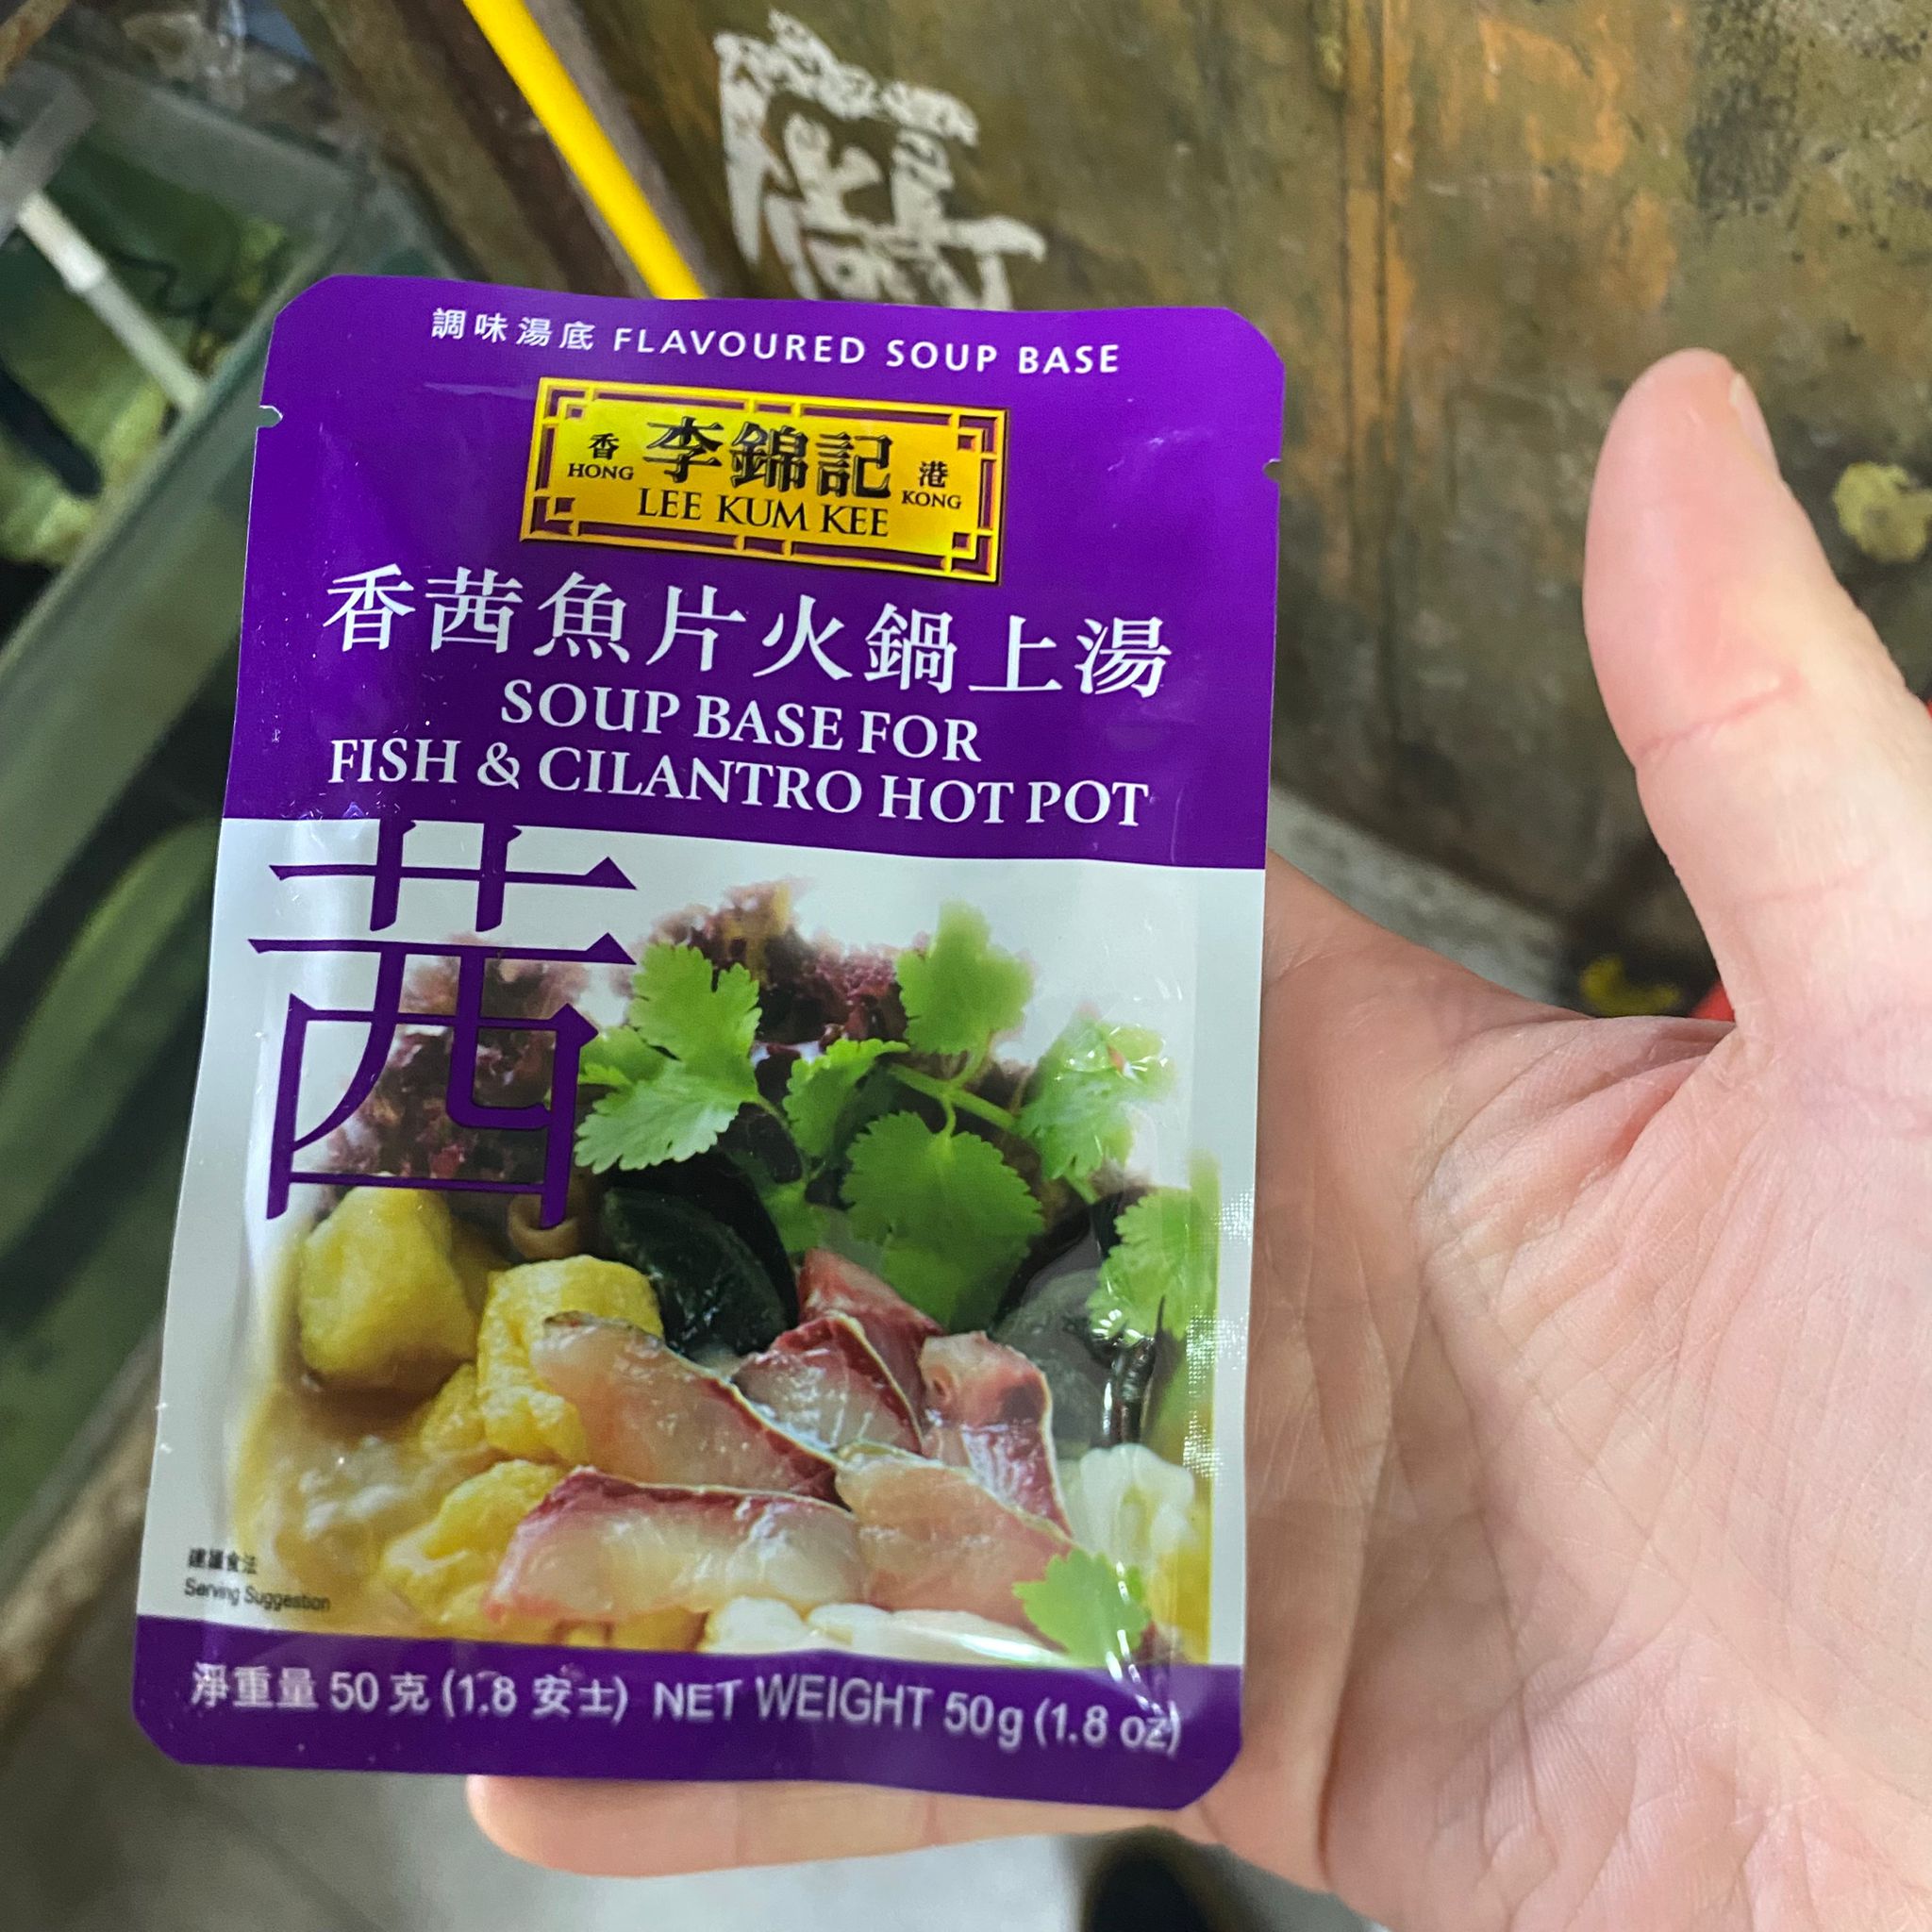 調味湯底 FLAVOURED SOUP BASE
香 李錦記 港
HONG LEE KUM KEE KONG
香茜魚片火鍋上湯
SOUP BASE FOR
FISH & CILANTRO HOT POT
茜
建議食法
Serving Suggestion
淨重量 50 克 (1.8 安士) NET WEIGHT 50g (1.8 oz)